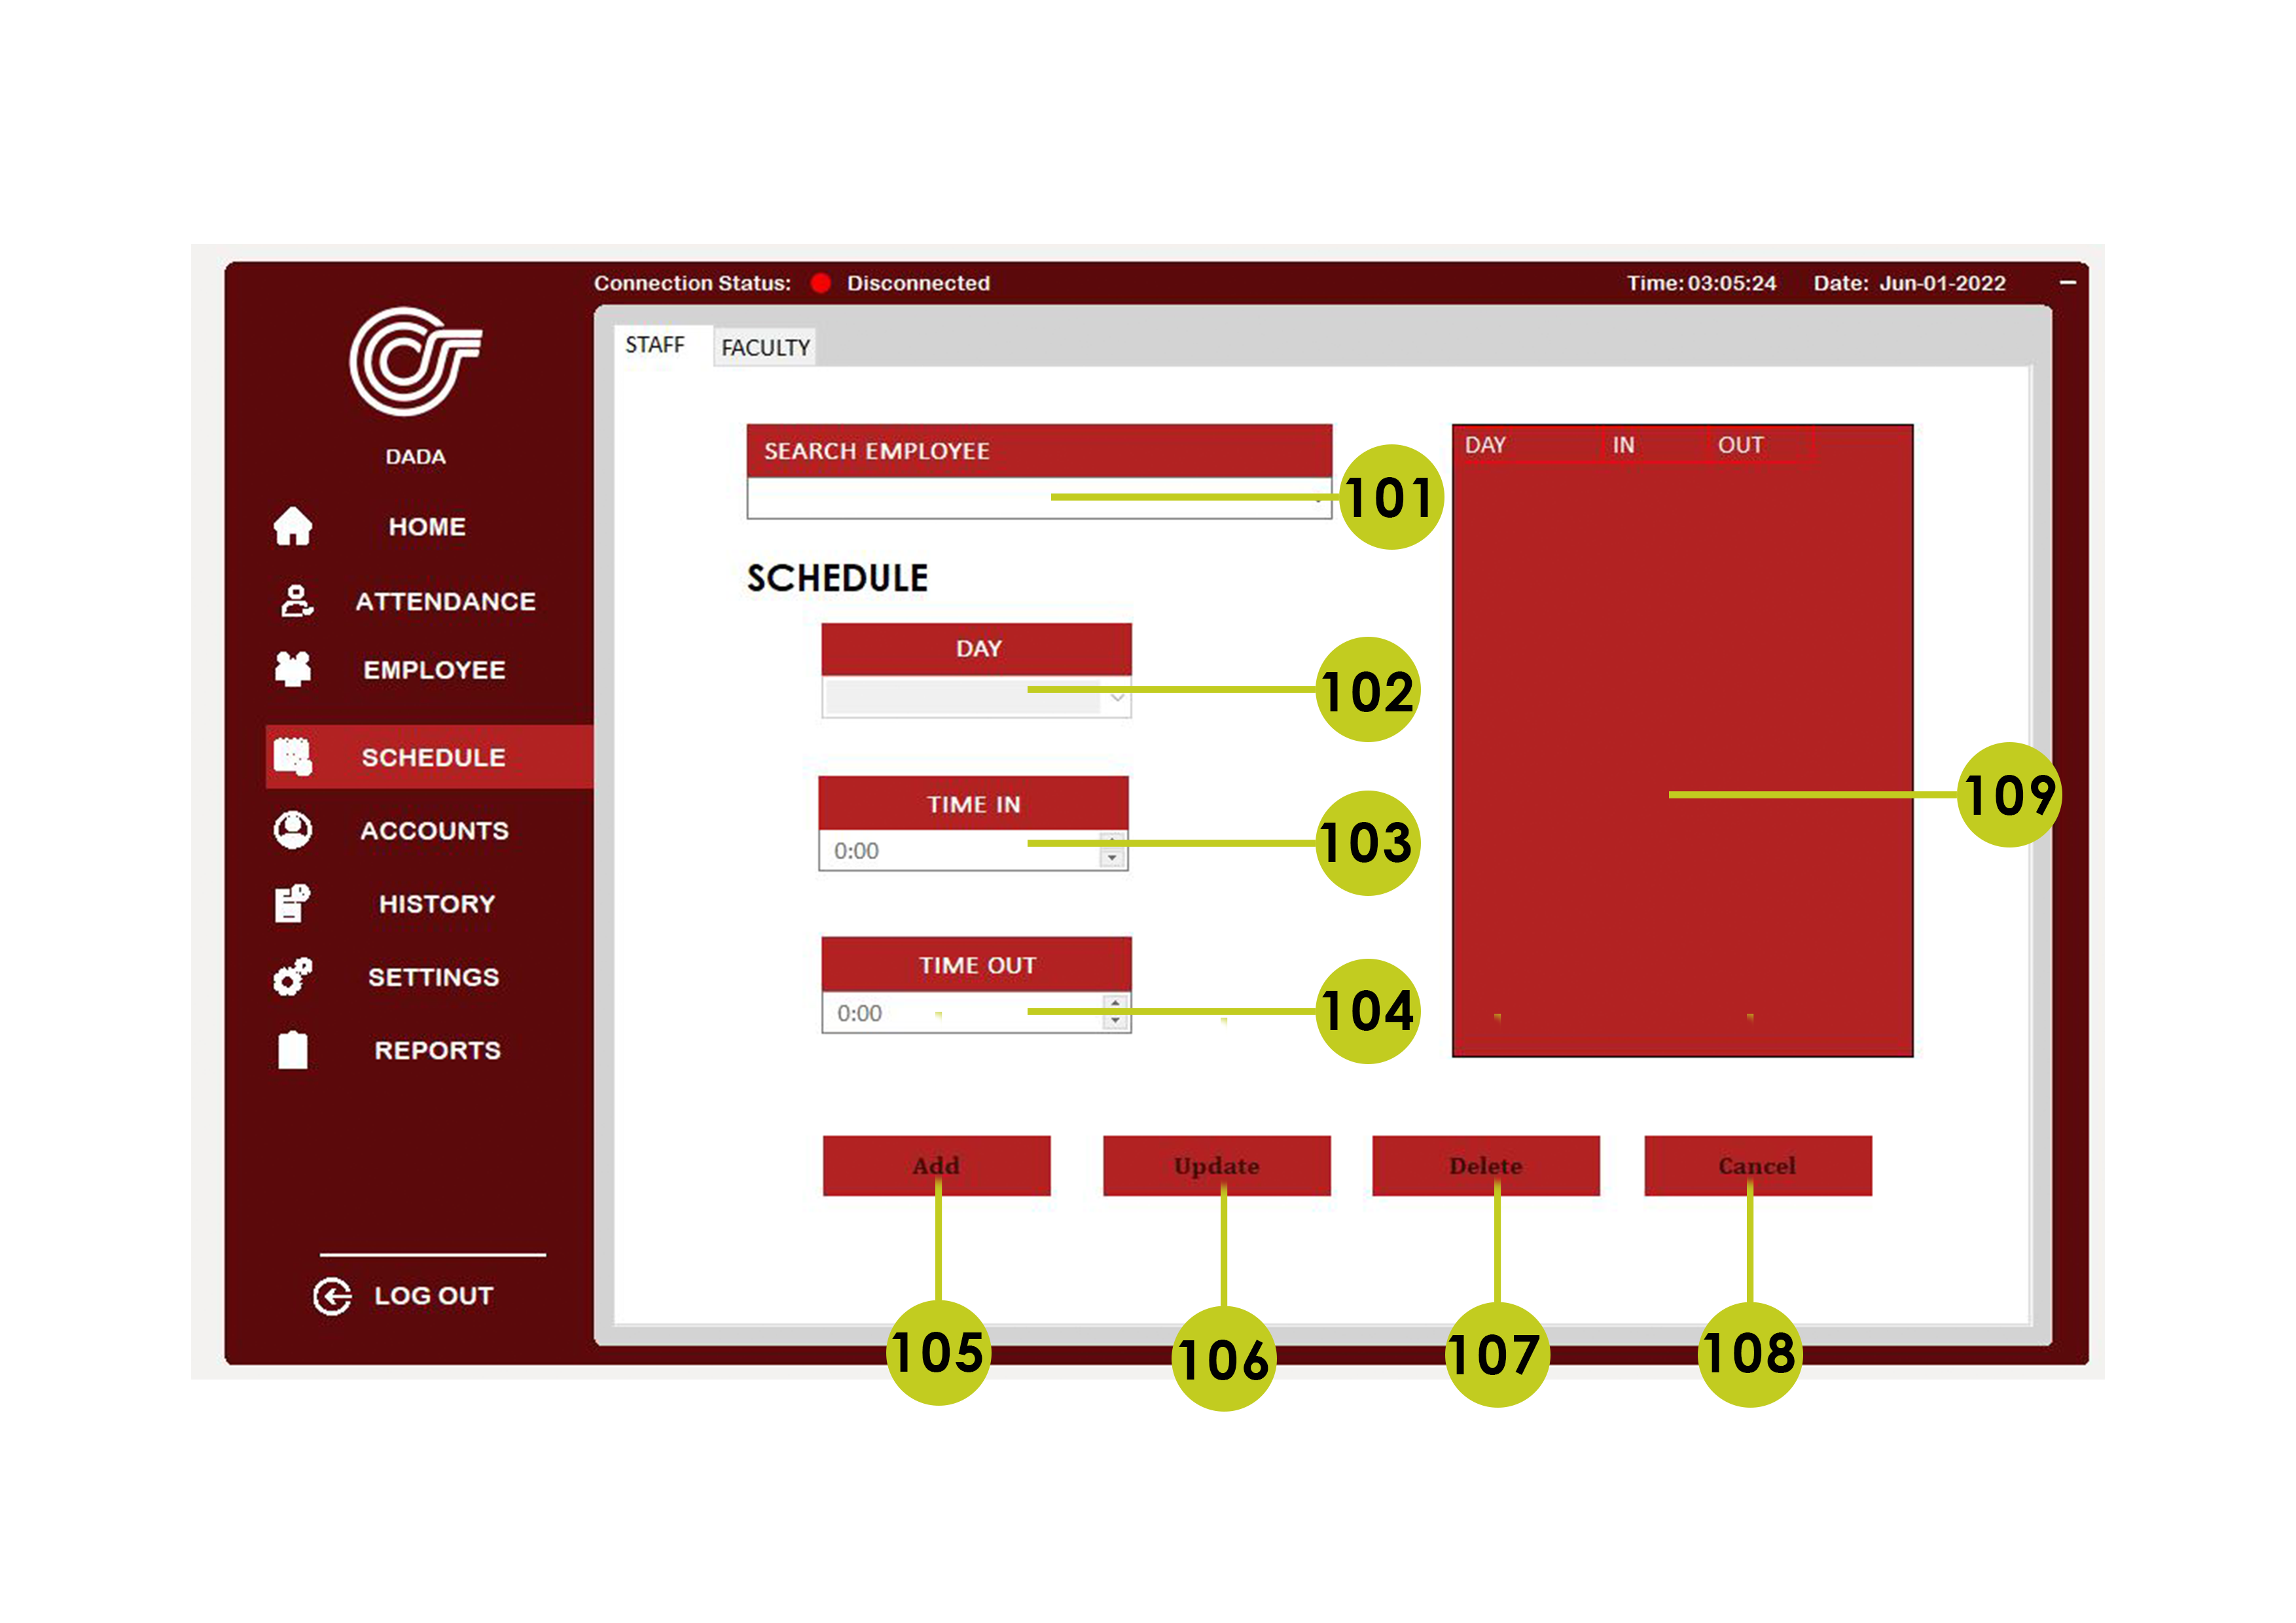 Connection Status: Disconnected
Time: 03:05:24 Date: Jun-01-2022
DADA
HOME
ATTENDANCE
EMPLOYEE
SCHEDULE
ACCOUNTS
HISTORY
SETTINGS
REPORTS
LOG OUT
STAFF FACULTY
SEARCH EMPLOYEE
101
SCHEDULE
DAY
102
TIME IN
0:00
103
TIME OUT
0:00
104
DAY IN OUT
109
Add Update Delete Cancel
105 106 107 108